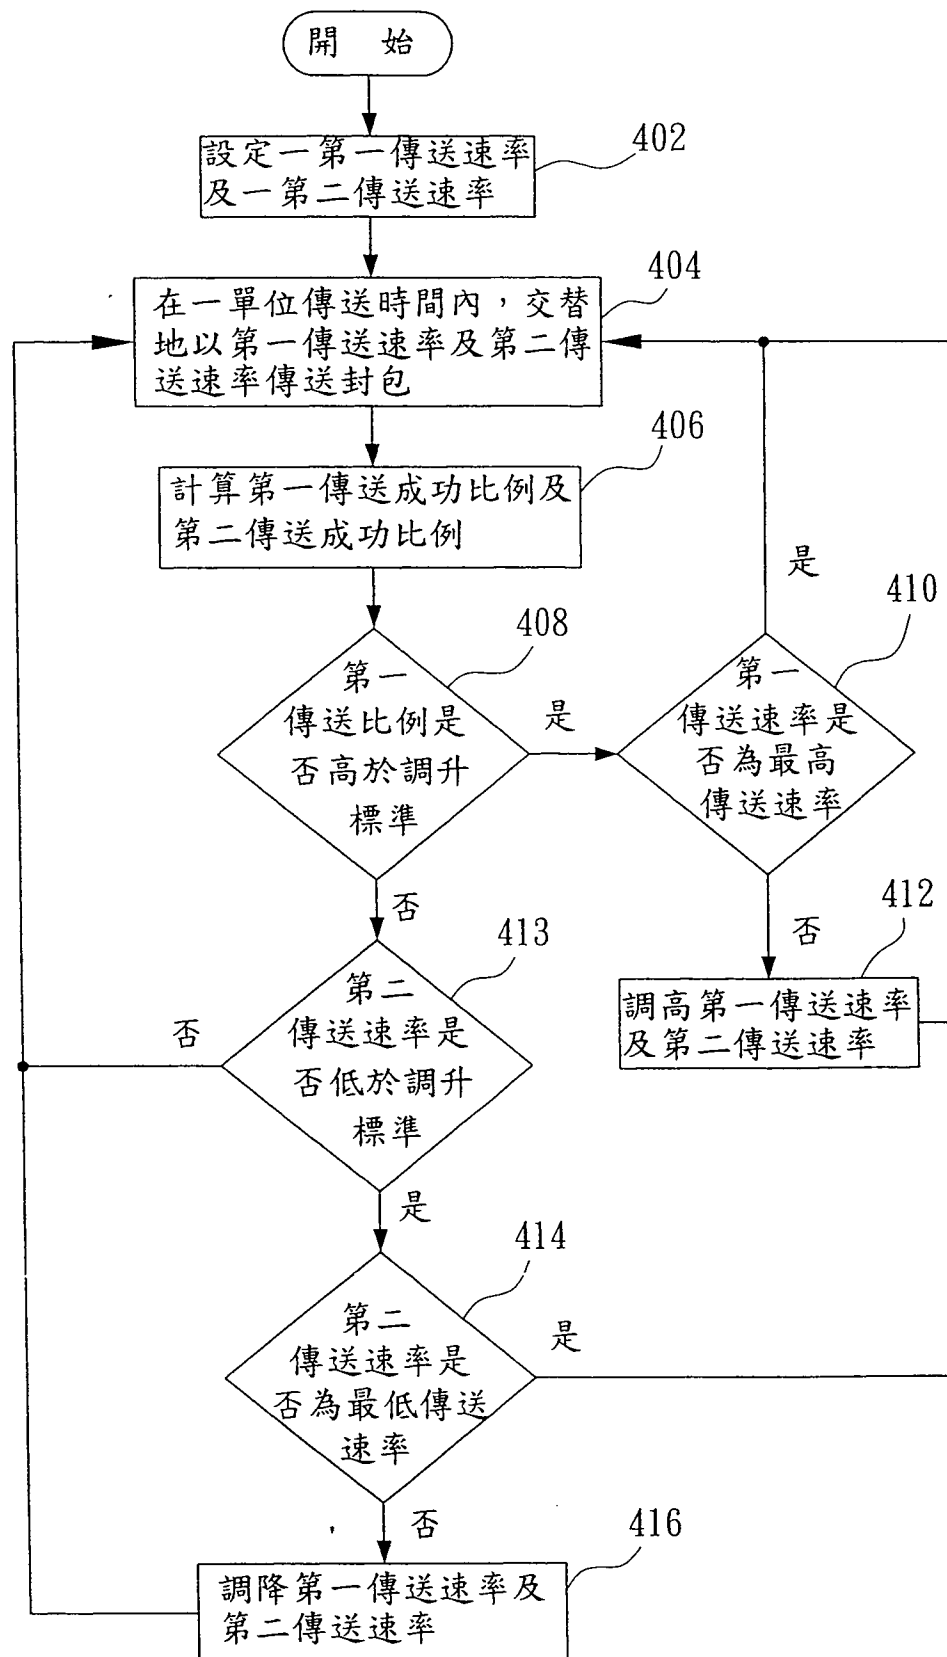 開 始
402
設定一第一傳送速率
及一第二傳送速率
404
在一單位傳送時間內，交替
地以第一傳送速率及第二傳
送速率傳送封包
406
計算第一傳送成功比例及
第二傳送成功比例
是
410
408
第一
傳送比例是
否高於調升
標準
是
第一
傳送速率是
否為最高
傳送速率
否
412
否
413
調高第一傳送速率
及第二傳送速率
第二
傳送速率是
否低於調升
標準
否
是
414
第二
傳送速率是
否為最低傳送
速率
是
否
416
調降第一傳送速率及
第二傳送速率